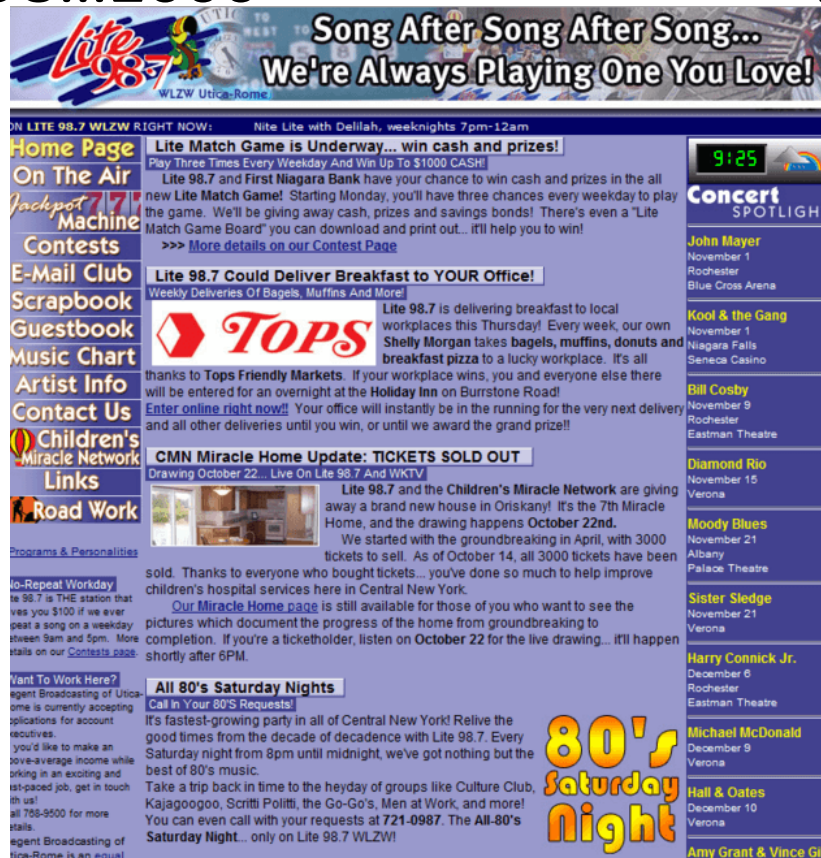 Lite 98.7
WLZW Utica-Rome
Song After Song After Song...
We're Always Playing One You Love!
ON LITE 98.7 WLZW RIGHT NOW: Nite Lite with Delilah, weeknights 7pm-12am
Home Page
On The Air
Jackpot 777
Machine
Contests
E-Mail Club
Scrapbook
Guestbook
Music Chart
Artist Info
Contact Us
Children's
Miracle Network
Links
Road Work
Programs & Personalities
No-Repeat Workday
98.7 is THE station that
you $100 if we ever
a song on a weekday
9am and 5pm. More
on our Contests page.
Want To Work Here?
Broadcasting of Utica-
is currently accepting
for account
you'd like to make an
income while
in an exciting and
job, get in touch
us!
768-9500 for more
Broadcasting of
is an equal
Lite Match Game is Underway... win cash and prizes!
Play Three Times Every Weekday And Win Up To $1000 CASH!
Lite 98.7 and First Niagara Bank have your chance to win cash and prizes in the all
new Lite Match Game! Starting Monday, you'll have three chances every weekday to play
the game. We'll be giving away cash, prizes and savings bonds! There's even a "Lite
Match Game Board" you can download and print out... it'll help you to win!
>>> More details on our Contest Page
Lite 98.7 Could Deliver Breakfast to YOUR Office!
Weekly Deliveries Of Bagels, Muffins And More!
TOPS
Lite 98.7 is delivering breakfast to local
workplaces this Thursday! Every week, our own
Shelly Morgan takes bagels, muffins, donuts and
breakfast pizza to a lucky workplace. It's all
thanks to Tops Friendly Markets. If your workplace wins, you and everyone else there
will be entered for an overnight at the Holiday Inn on Burrstone Road!
Enter online right now!! Your office will instantly be in the running for the very next delivery
and all other deliveries until you win, or until we award the grand prize!!
CMN Miracle Home Update: TICKETS SOLD OUT
Drawing October 22... Live On Lite 98.7 And WKTV
Lite 98.7 and the Children's Miracle Network are giving
away a brand new house in Oriskany! It's the 7th Miracle
Home, and the drawing happens October 22nd.
We started with the groundbreaking in April, with 3000
tickets to sell. As of October 14, all 3000 tickets have been
sold. Thanks to everyone who bought tickets... you've done so much to help improve
children's hospital services here in Central New York.
Our Miracle Home page is still available for those of you who want to see the
pictures which document the progress of the home from groundbreaking to
completion. If you're a ticketholder, listen on October 22 for the live drawing... it'll happen
shortly after 6PM.
All 80's Saturday Nights
Call In Your 80'S Requests!
It's fastest-growing party in all of Central New York! Relive the
good times from the decade of decadence with Lite 98.7. Every
Saturday night from 8pm until midnight, we've got nothing but the
best of 80's music.
Take a trip back in time to the heyday of groups like Culture Club,
Kajagoogoo, Scritti Politti, the Go-Go's, Men at Work, and more!
You can even call with your requests at 721-0987. The All-80's
Saturday Night... only on Lite 98.7 WLZW!
80's
Saturday
Night
9:25
Concert
SPOTLIGH
John Mayer
November 1
Rochester
Blue Cross Arena
Kool & the Gang
November 1
Niagara Falls
Seneca Casino
Bill Cosby
November 9
Rochester
Eastman Theatre
Diamond Rio
November 15
Verona
Moody Blues
November 21
Albany
Palace Theatre
Sister Sledge
November 21
Verona
Harry Connick Jr.
December 6
Rochester
Eastman Theatre
Michael McDonald
December 9
Verona
Hall & Oates
December 10
Verona
Amy Grant & Vince Gi